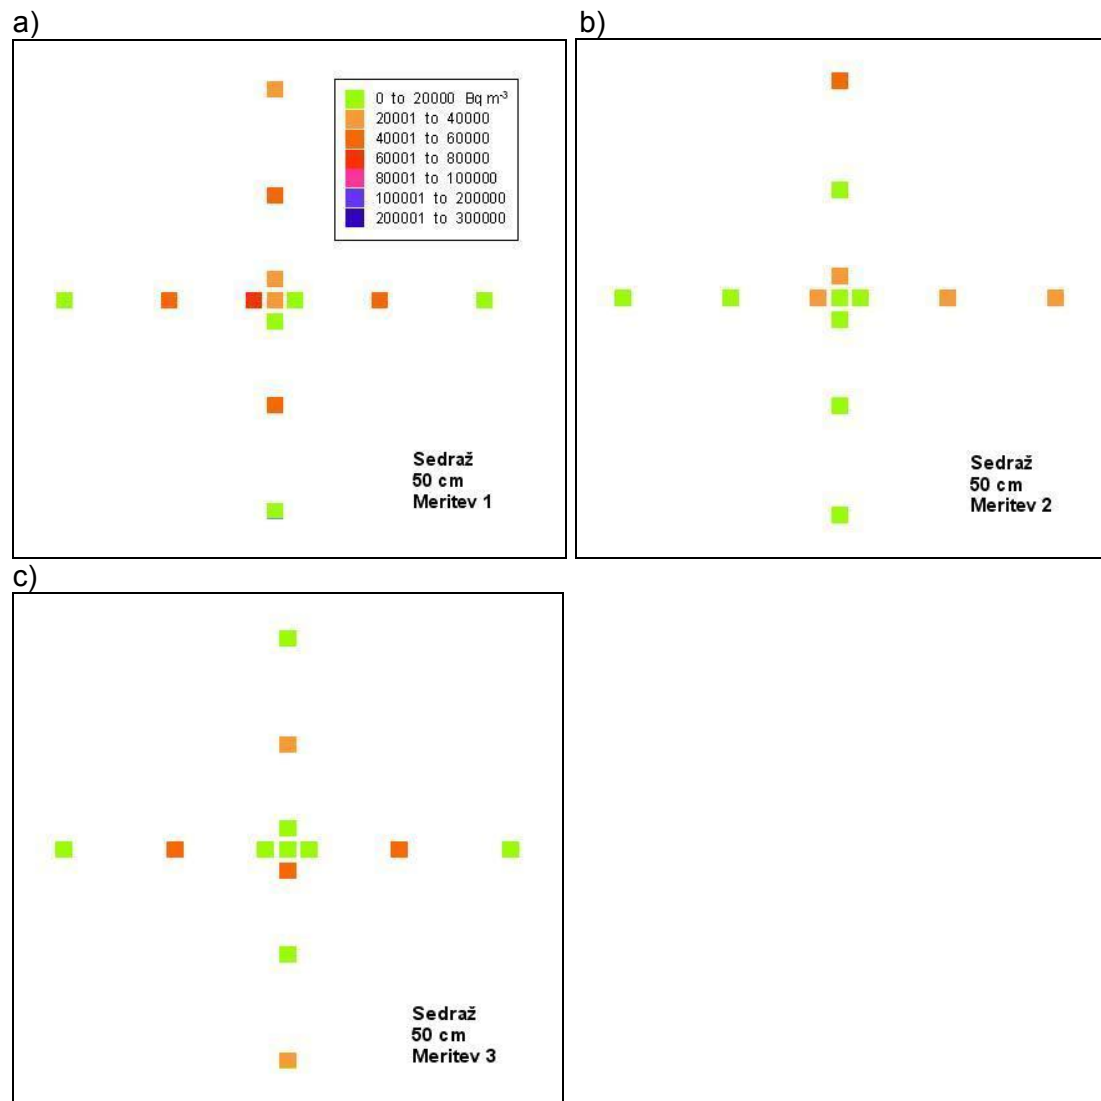 a)
0 to 20000 Bq m⁻³
20001 to 40000
40001 to 60000
60001 to 80000
80001 to 100000
100001 to 200000
200001 to 300000
Sedraž
50 cm
Meritev 1
b)
Sedraž
50 cm
Meritev 2
c)
Sedraž
50 cm
Meritev 3